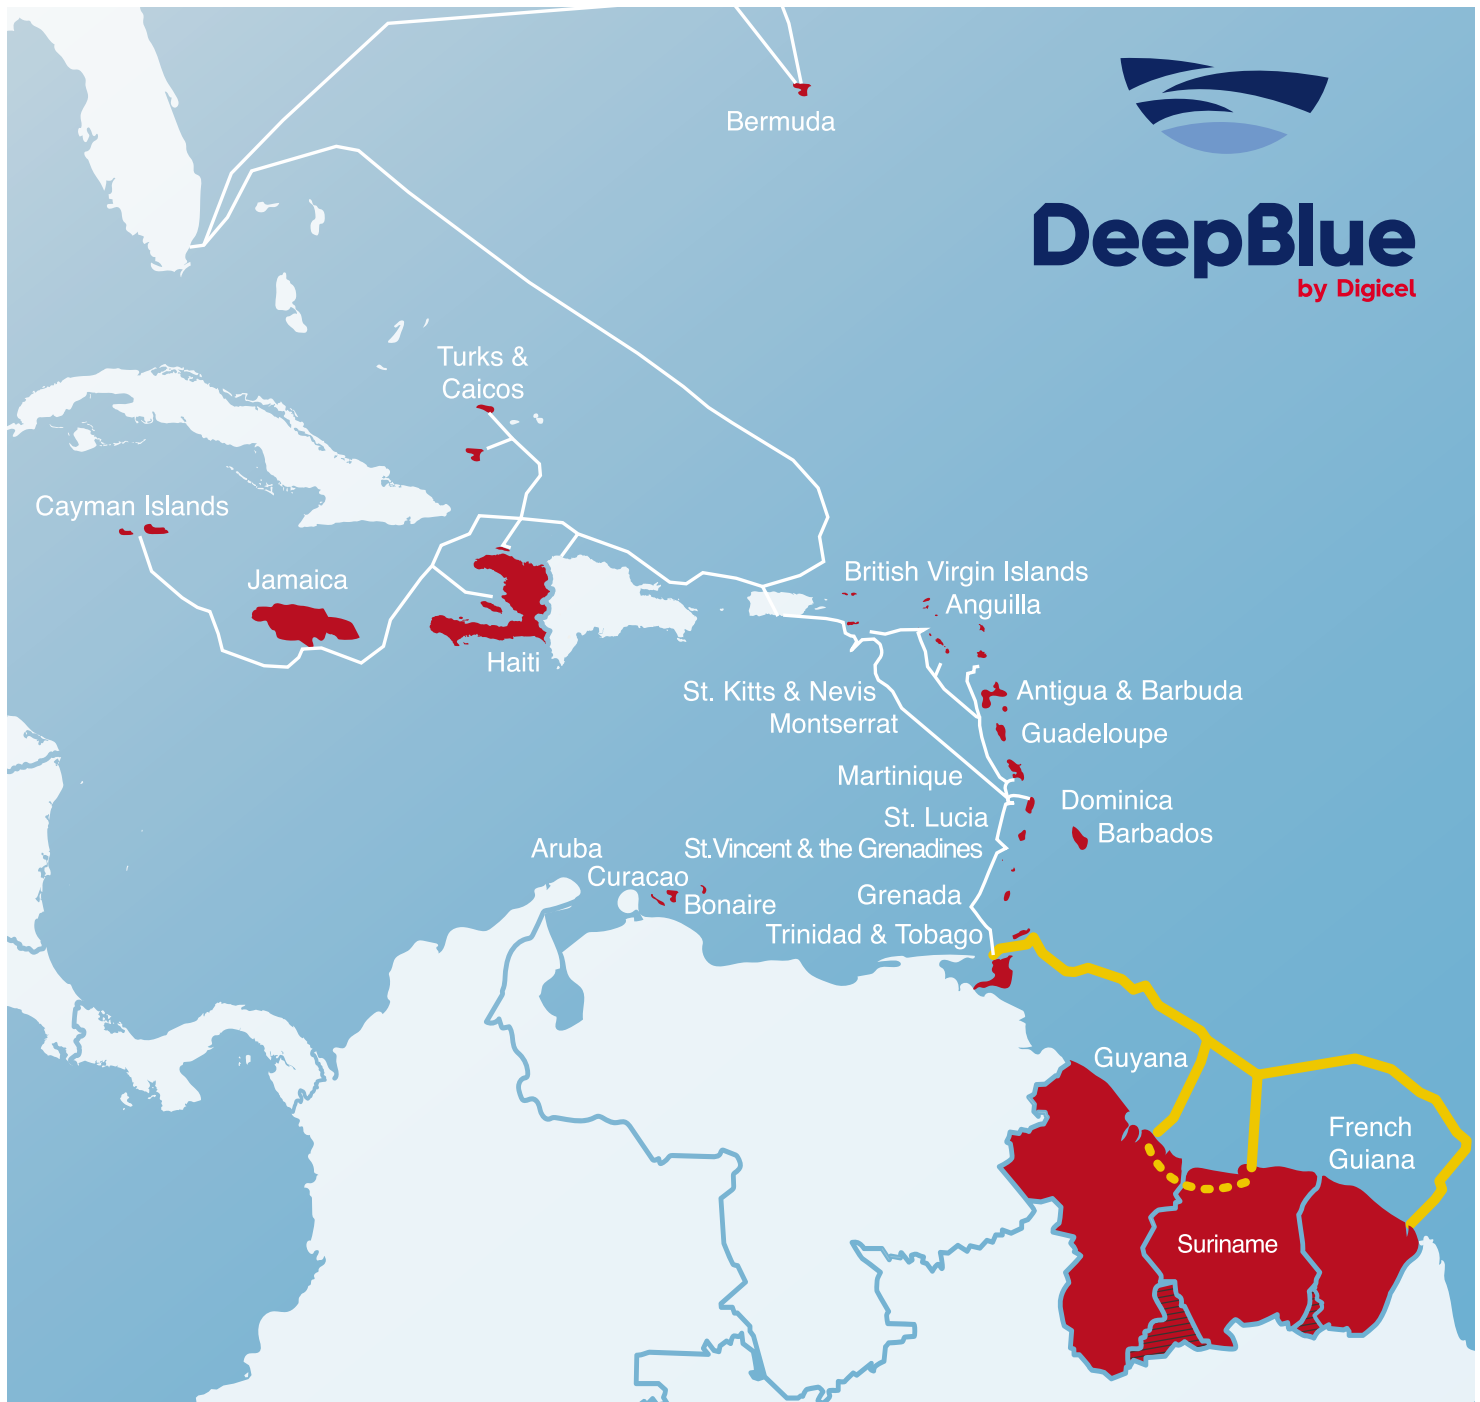 Bermuda
DeepBlue
by Digicel
Turks &
Caicos
Cayman Islands
Jamaica
Haiti
British Virgin Islands
Anguilla
St. Kitts & Nevis
Montserrat
Antigua & Barbuda
Guadeloupe
Martinique
Dominica
St. Lucia
Barbados
St.Vincent & the Grenadines
Aruba
Curacao
Bonaire
Grenada
Trinidad & Tobago
Guyana
French
Guiana
Suriname